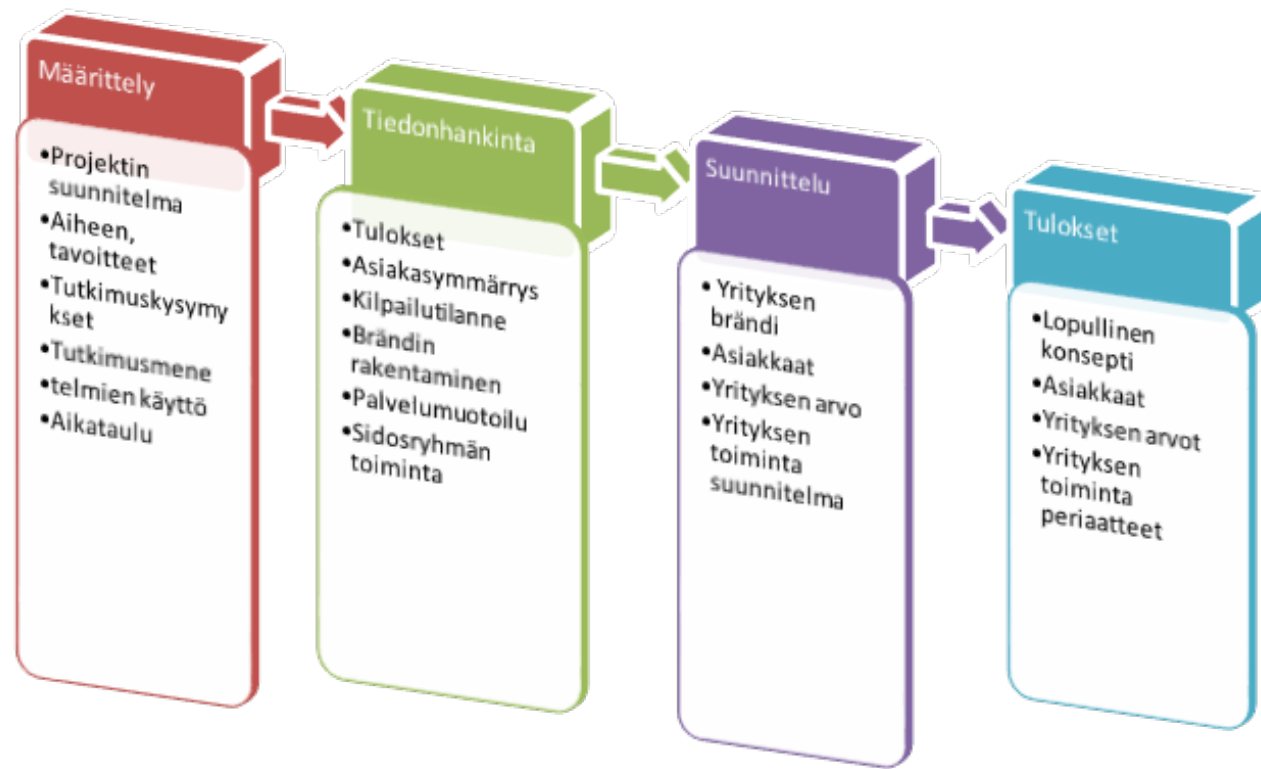 Määrittely
•Projektin
suunnitelma
•Aiheen,
tavoitteet
•Tutkimuskysymy
kset
•Tutkimusmene
•telmien käyttö
•Aikataulu
Tiedonhankinta
•Tulokset
•Asiakasymmärrys
•Kilpailutilanne
•Brändin
rakentaminen
•Palvelumuotoilu
•Sidosryhmän
toiminta
Suunnittelu
• Yrityksen
brändi
•Asiakkaat
•Yrityksen arvo
•Yrityksen
toiminta
suunnitelma
Tulokset
•Lopullinen
konsepti
•Asiakkaat
•Yrityksen arvot
•Yrityksen
toiminta
periaatteet